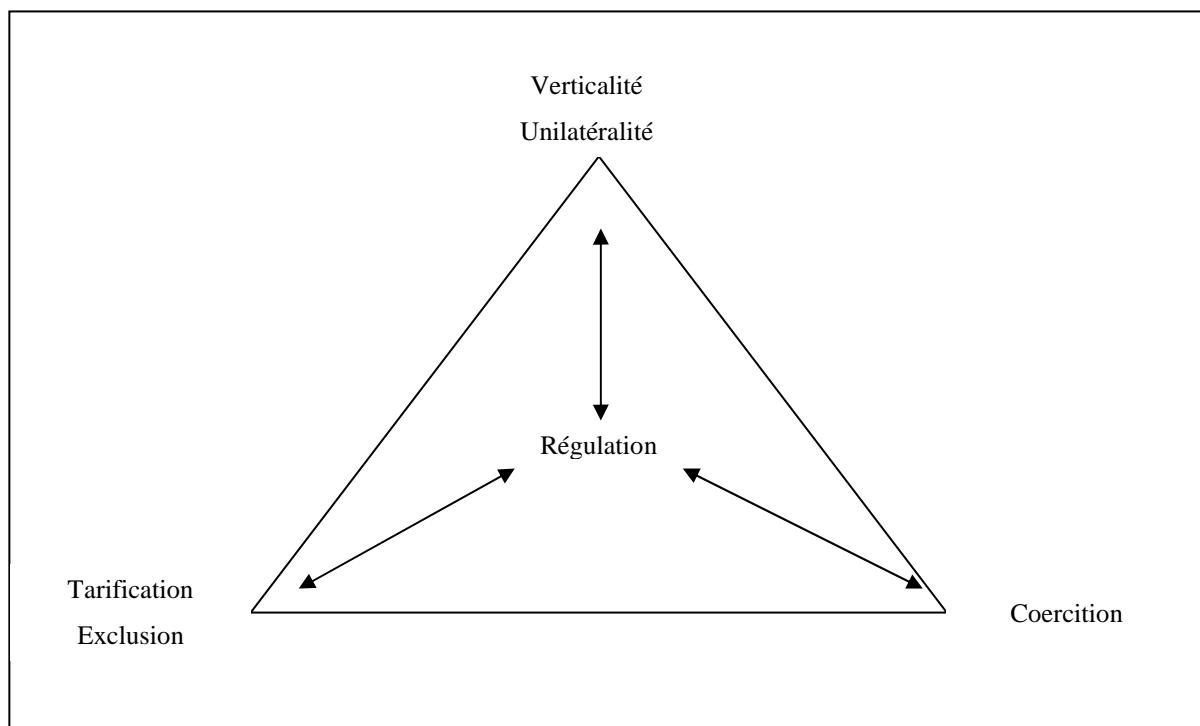 Verticalité
Unilatéralité
Régulation
Tarification
Exclusion
Coercition